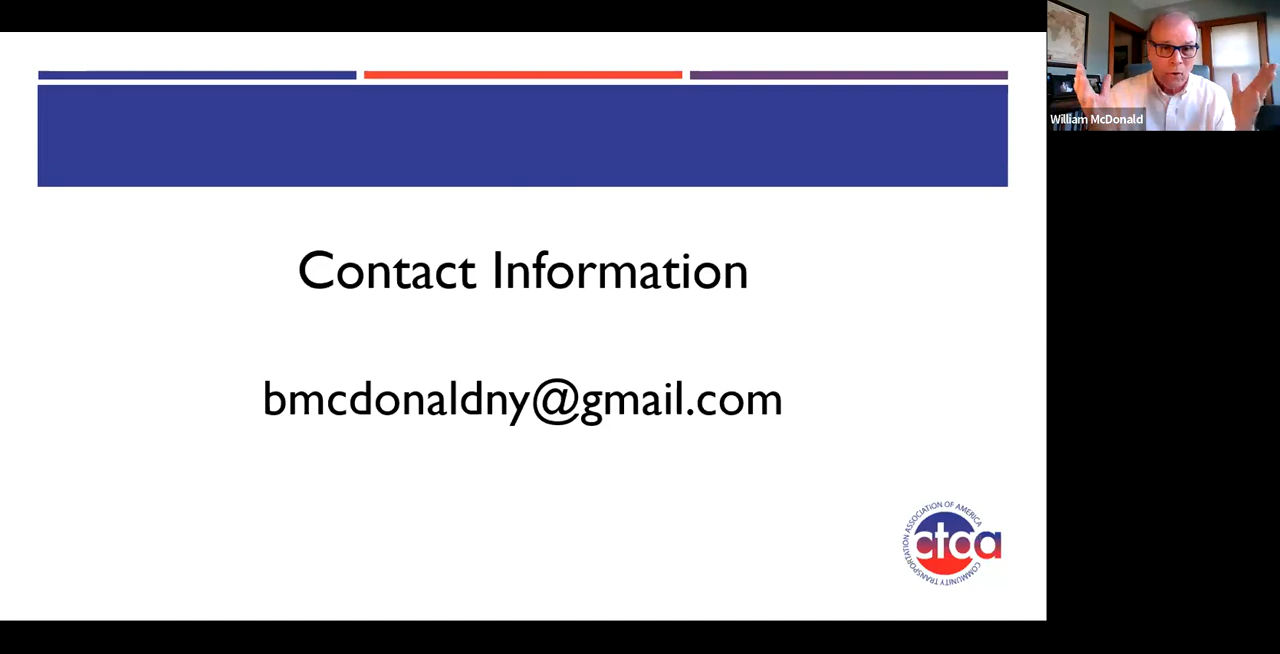 William McDonald
Contact Information
bmcdonaldny@gmail.com
COMMUNITY TRANSPORTATION ASSOCIATION OF AMERICA
ctaa